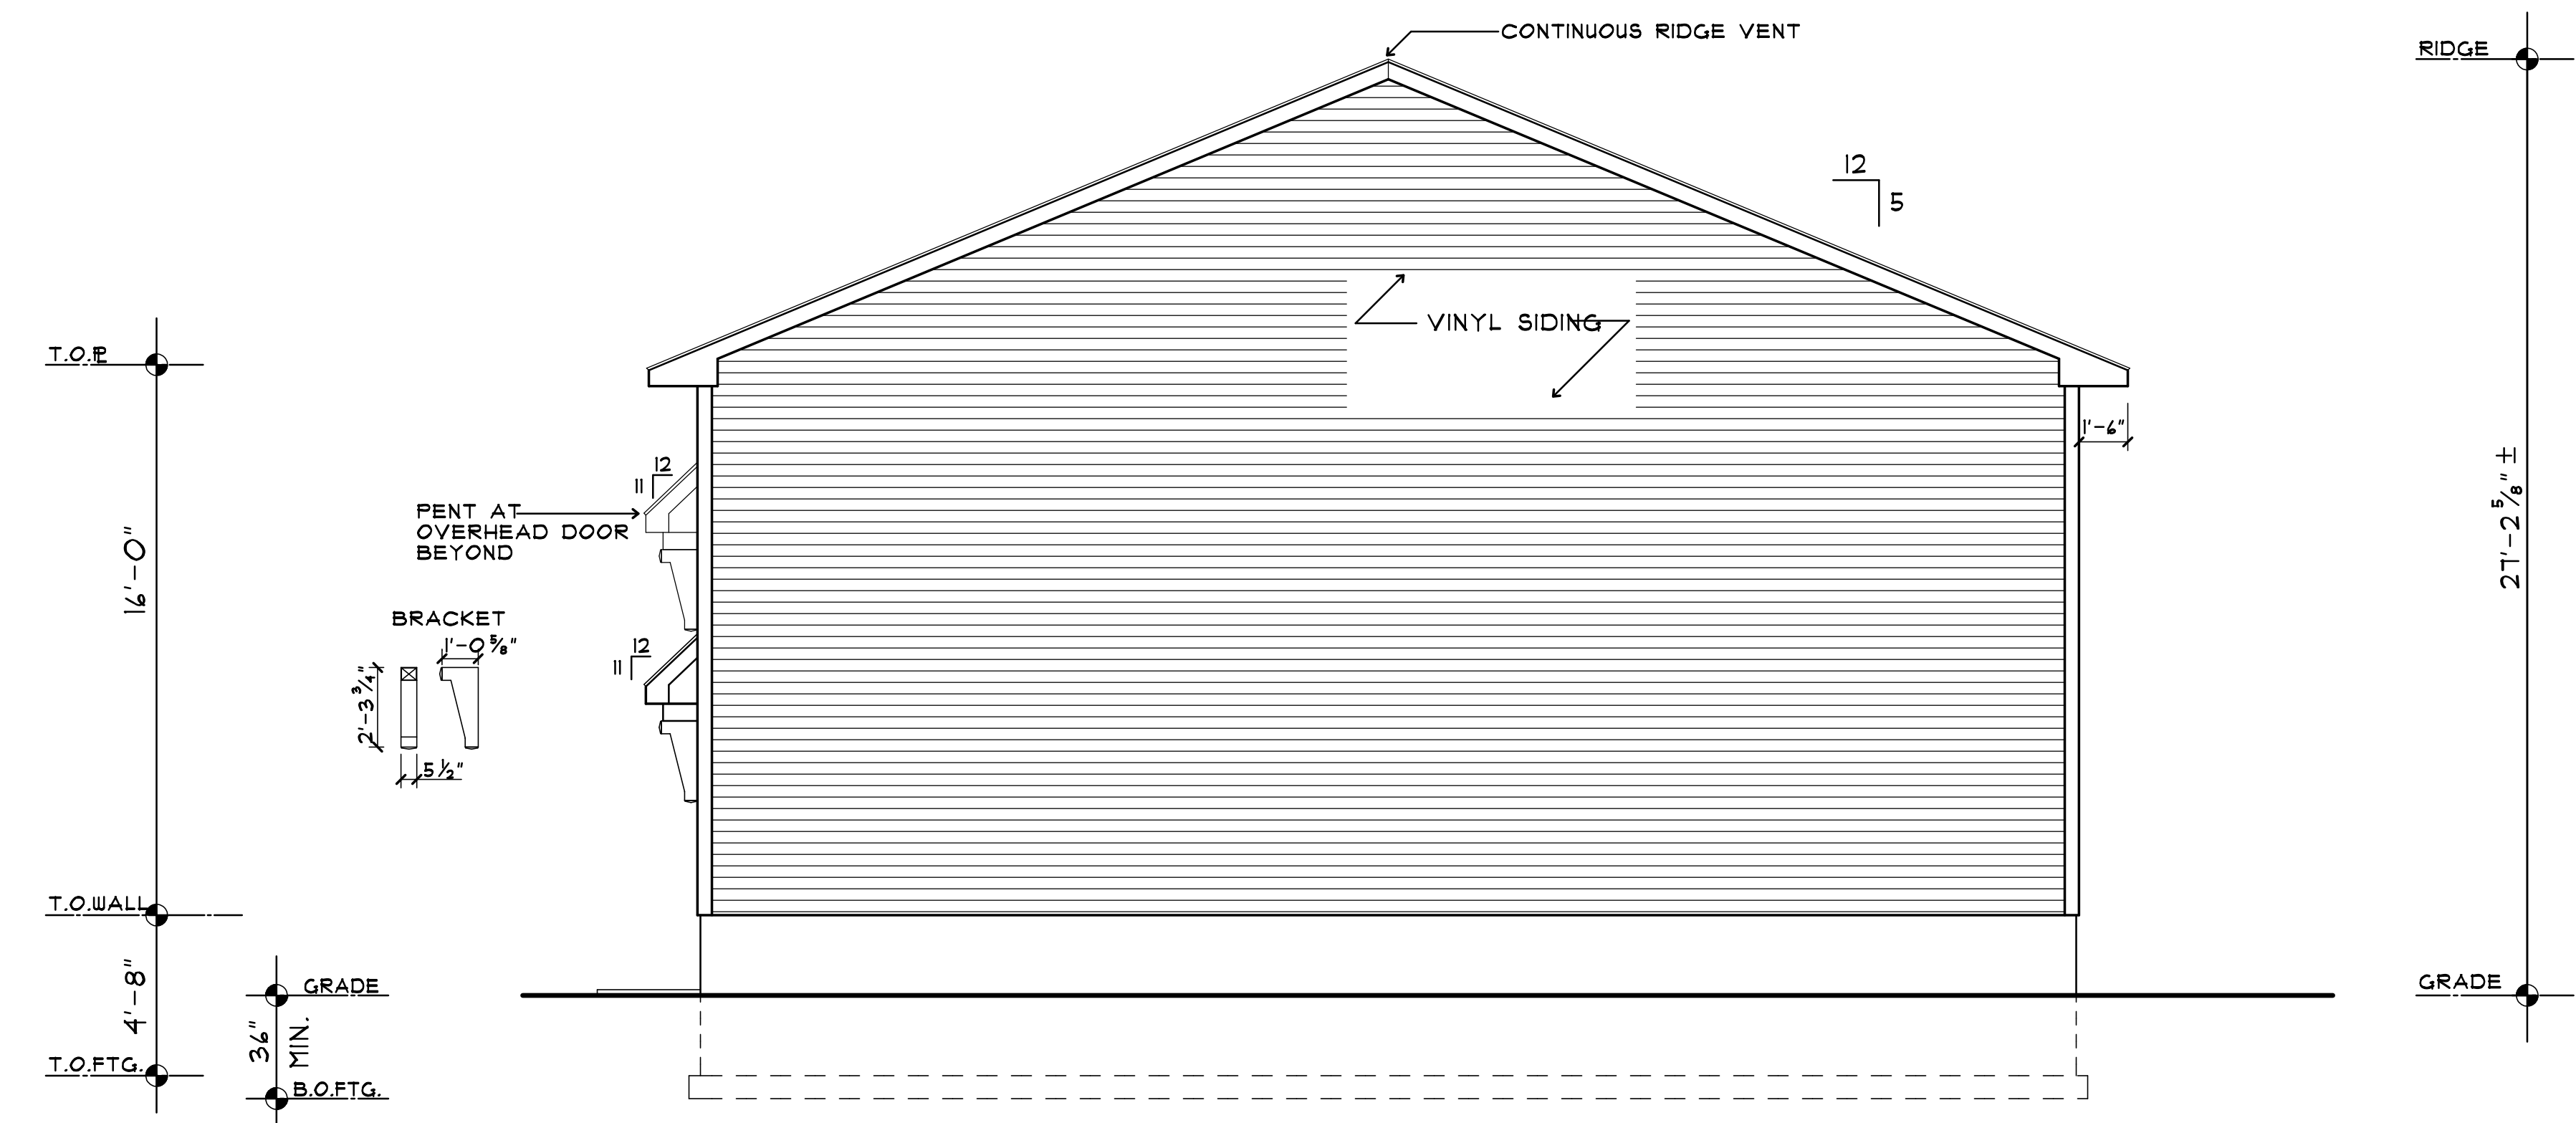 CONTINUOUS RIDGE VENT
RIDGE
12
5
VINYL SIDING
T.O.PL
1'-6"
12
11
PENT AT
OVERHEAD DOOR
BEYOND
16'-0"
27'-2 5/8" ±
BRACKET
1'-0 5/8"
12
11
2'-3 3/4"
5 1/2"
T.O.WALL
4'-8"
GRADE
GRADE
36"
MIN.
T.O.FTG.
B.O.FTG.